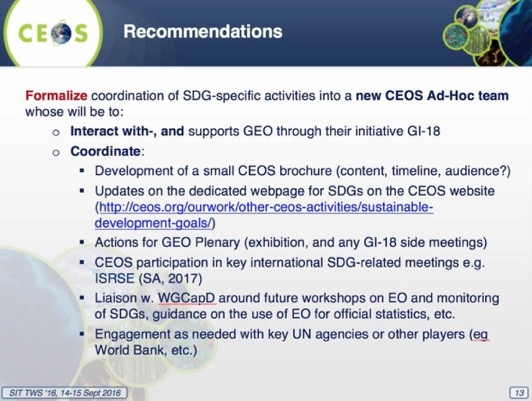 CE S
Recommendations
Formalize coordination of SDG-specific activities into a new CEOS Ad-Hoc team
whose will be to:
o Interact with-, and supports GEO through their initiative GI-18
o Coordinate:
▪ Development of a small CEOS brochure (content, timeline, audience?)
▪ Updates on the dedicated webpage for SDGs on the CEOS website
(http://ceos.org/ourwork/other-ceos-activities/sustainable-
development-goals/)
▪ Actions for GEO Plenary (exhibition, and any GI-18 side meetings)
▪ CEOS participation in key international SDG-related meetings e.g.
ISRSE (SA, 2017)
▪ Liaison w. WGCapD around future workshops on EO and monitoring
of SDGs, guidance on the use of EO for official statistics, etc.
▪ Engagement as needed with key UN agencies or other players (eg
World Bank, etc.)
SIT TWS '16, 14-15 Sept 2016
13